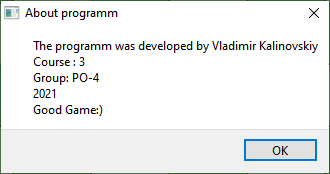 About programm
The programm was developed by Vladimir Kalinovskiy
Course : 3
Group: PO-4
2021
Good Game:)
OK